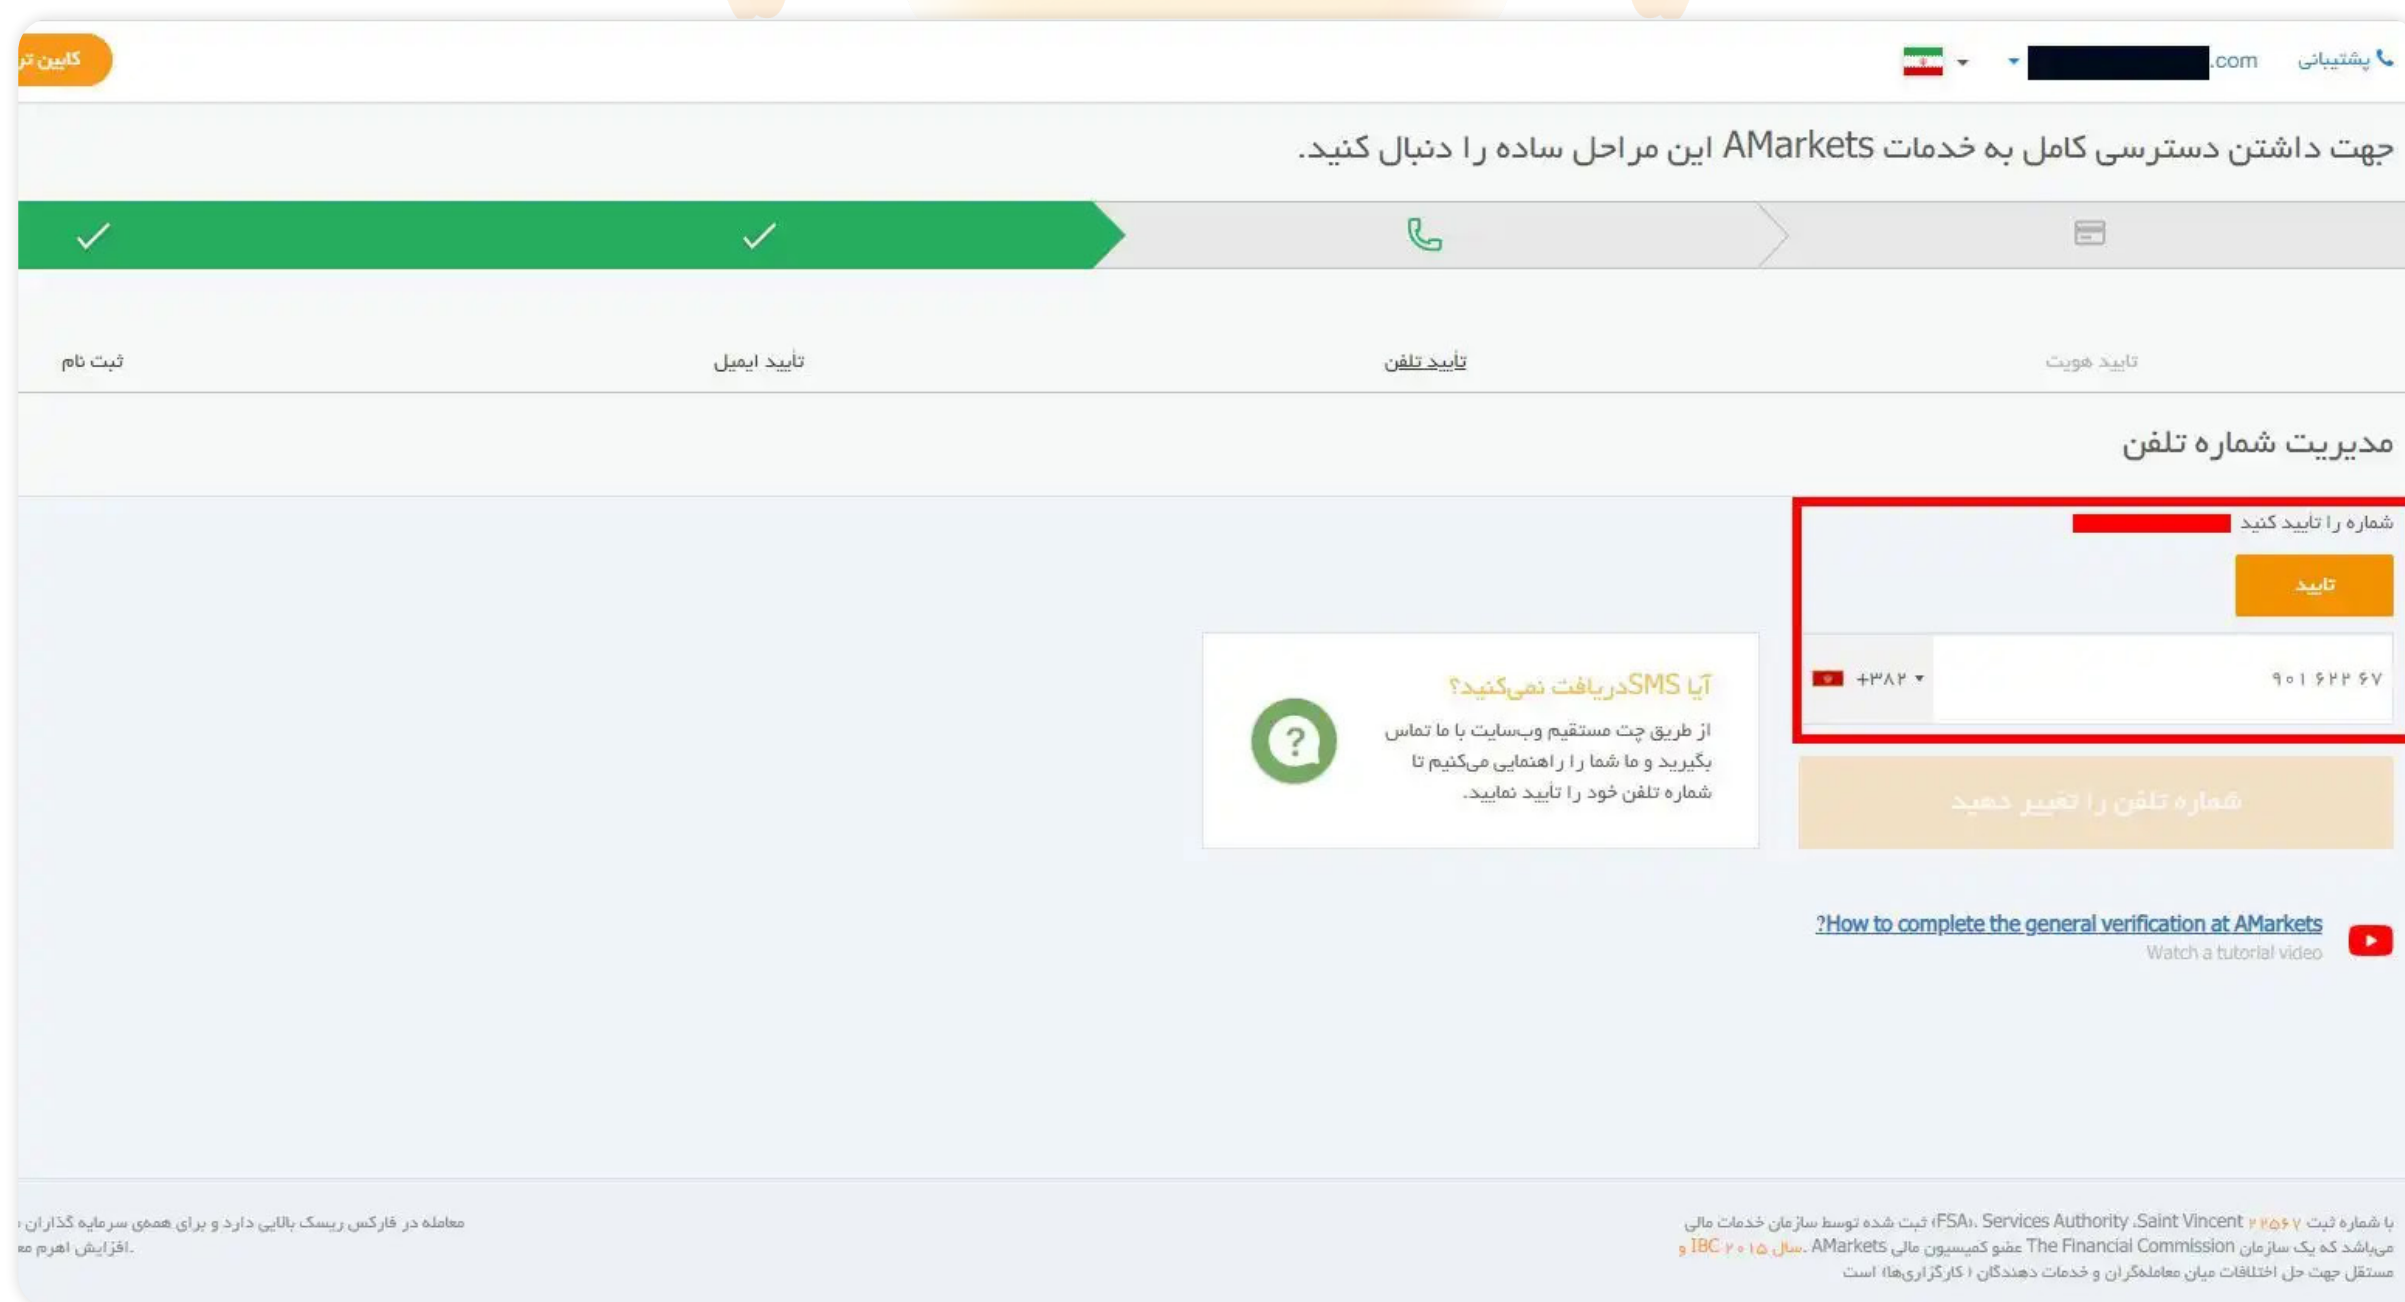 پشتیبانی
.com
کابین تر
جهت داشتن دسترسی کامل به خدمات AMarkets این مراحل ساده را دنبال کنید.
تایید هویت
تأیید تلفن
تأیید ایمیل
ثبت نام
مدیریت شماره تلفن
شماره را تأیید کنید
تایید
۹۰۱ ۶۲۲ ۶۷
+۳۸۲
شماره تلفن را تغییر دهید
آیا SMSدریافت نمی‌کنید؟
از طریق چت مستقیم وب‌سایت با ما تماس
بگیرید و ما شما را راهنمایی می‌کنیم تا
شماره تلفن خود را تأیید نمایید.
?How to complete the general verification at AMarkets
Watch a tutorial video
با شماره ثبت ۲۲۵۶۷ FSA)، Services Authority ،Saint Vincent) ثبت شده توسط سازمان خدمات مالی
می‌باشد که یک سازمان The Financial Commission عضو کمیسیون مالی AMarkets .سال ۲۰۱۵ IBC و
مستقل جهت حل اختلافات میان معامله‌گران و خدمات دهندگان ( کارگزاری‌ها) است
معامله در فارکس ریسک بالایی دارد و برای همه‌ی سرمایه گذاران
.افزایش اهرم مع